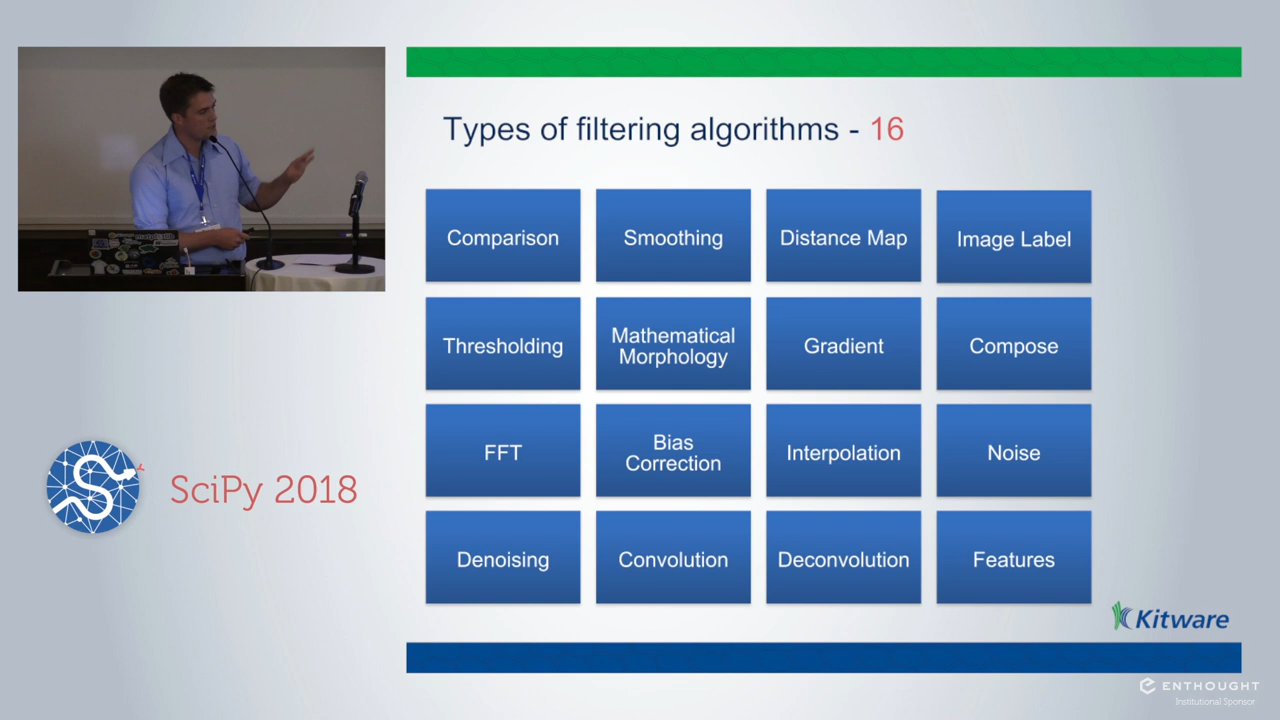 Types of filtering algorithms - 16
Comparison
Smoothing
Distance Map
Image Label
Thresholding
Mathematical
Morphology
Gradient
Compose
FFT
Bias
Correction
Interpolation
Noise
Denoising
Convolution
Deconvolution
Features
SciPy 2018
Kitware
ENTHOUGHT
Institutional Sponsor
matplotlib